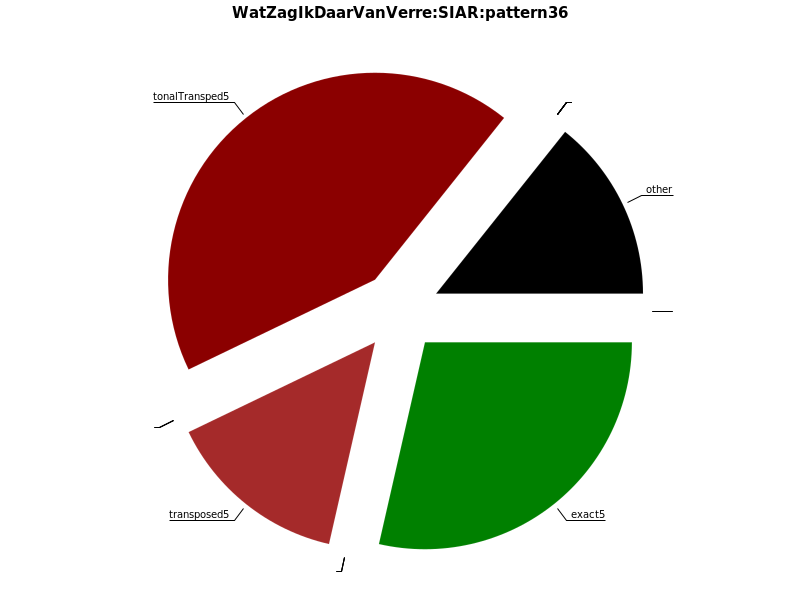 WatZagIkDaarVanVerre:SIAR:pattern36
tonalTransped5
other
transposed5
exact5